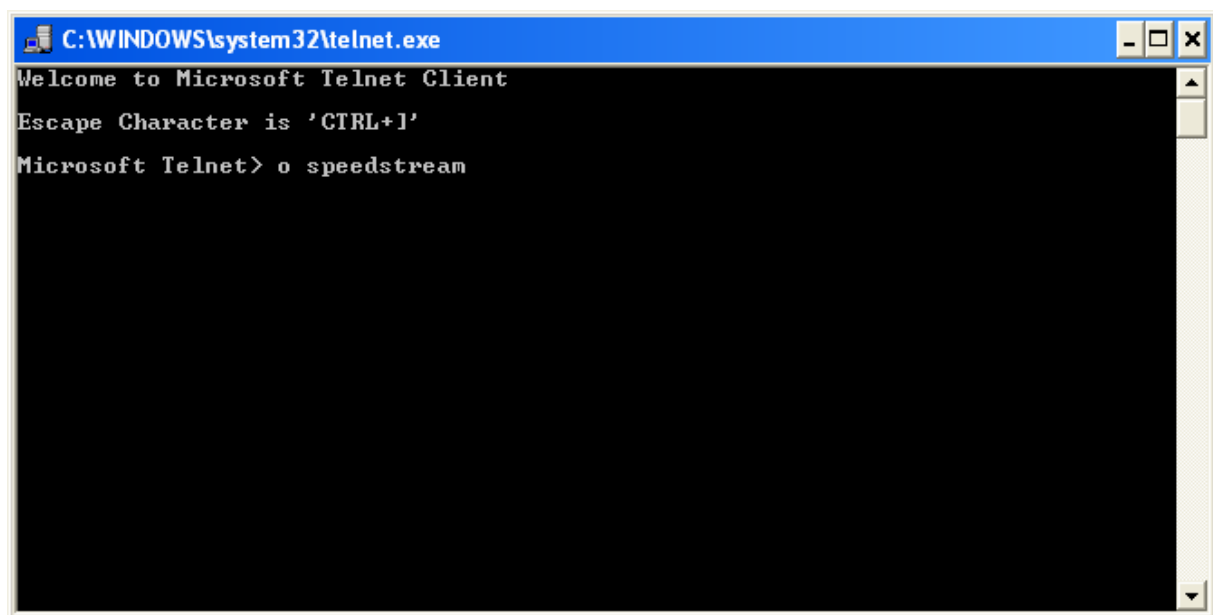 C:\WINDOWS\system32\telnet.exe
Welcome to Microsoft Telnet Client
Escape Character is 'CTRL+]'
Microsoft Telnet> o speedstream